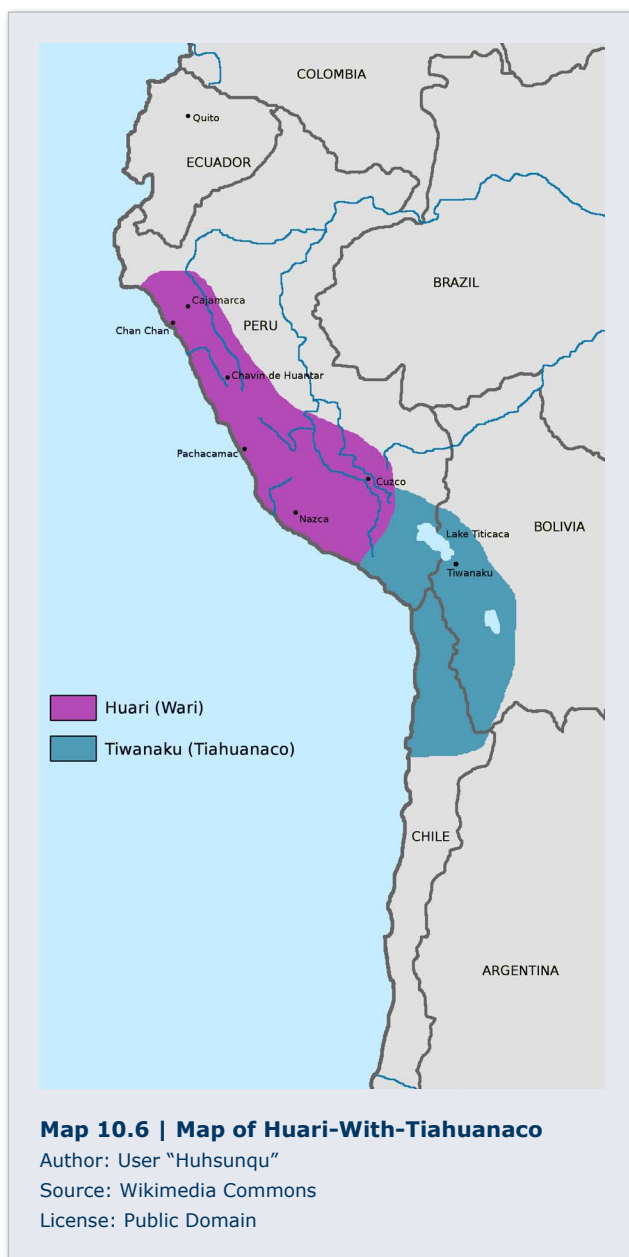 COLOMBIA
Quito
ECUADOR
BRAZIL
Cajamarca
PERU
Chan Chan
Chavin de Huantar
Pachacamac
Cuzco
Nazca
BOLIVIA
Lake Titicaca
Tiwanaku
Huari (Wari)
Tiwanaku (Tiahuanaco)
CHILE
ARGENTINA
Map 10.6 | Map of Huari-With-Tiahuanaco
Author: User “Huhsunqu”
Source: Wikimedia Commons
License: Public Domain